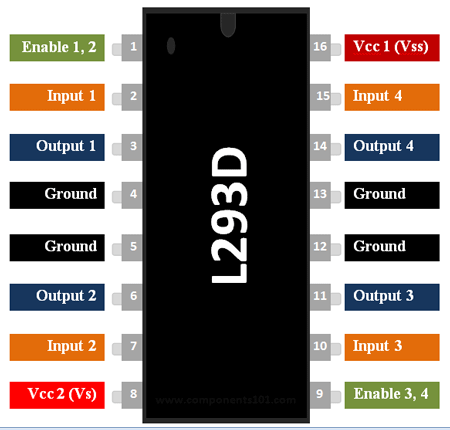 Enable 1, 2 1 16 Vcc 1 (Vss)
Input 1 2 15 Input 4
Output 1 3 14 Output 4
Ground 4 13 Ground
L293D
Ground 5 12 Ground
Output 2 6 11 Output 3
Input 2 7 10 Input 3
Vcc 2 (Vs) 8 9 Enable 3, 4
www.components101.com